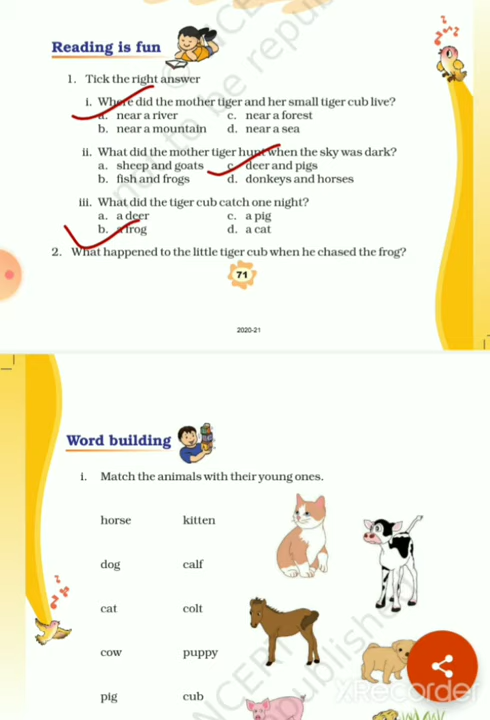 Reading is fun
1. Tick the right answer
i. Where did the mother tiger and her small tiger cub live?
a. near a river c. near a forest
b. near a mountain d. near a sea
ii. What did the mother tiger hunt when the sky was dark?
a. sheep and goats c. deer and pigs
b. fish and frogs d. donkeys and horses
iii. What did the tiger cub catch one night?
a. a deer c. a pig
b. a frog d. a cat
2. What happened to the little tiger cub when he chased the frog?
71
2020-21
Word building
i. Match the animals with their young ones.
horse kitten
dog calf
cat colt
cow puppy
pig cub
XRecorder